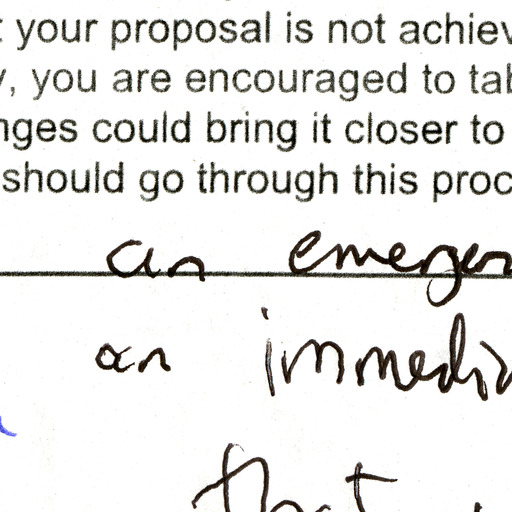 : your proposal is not achiev
y, you are encouraged to tab
nges could bring it closer to
should go through this proc
an emergen
an immedia
that